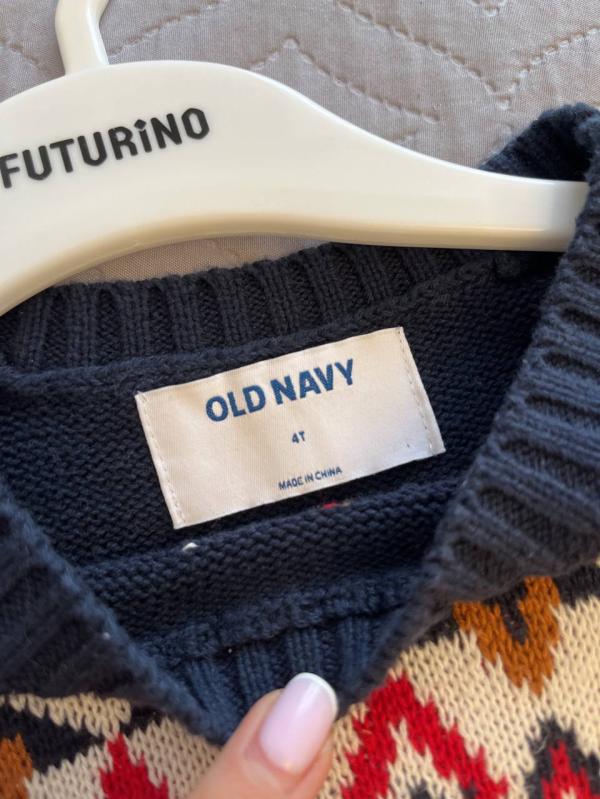 FUTURiNO
OLD NAVY
4T
MADE IN CHINA